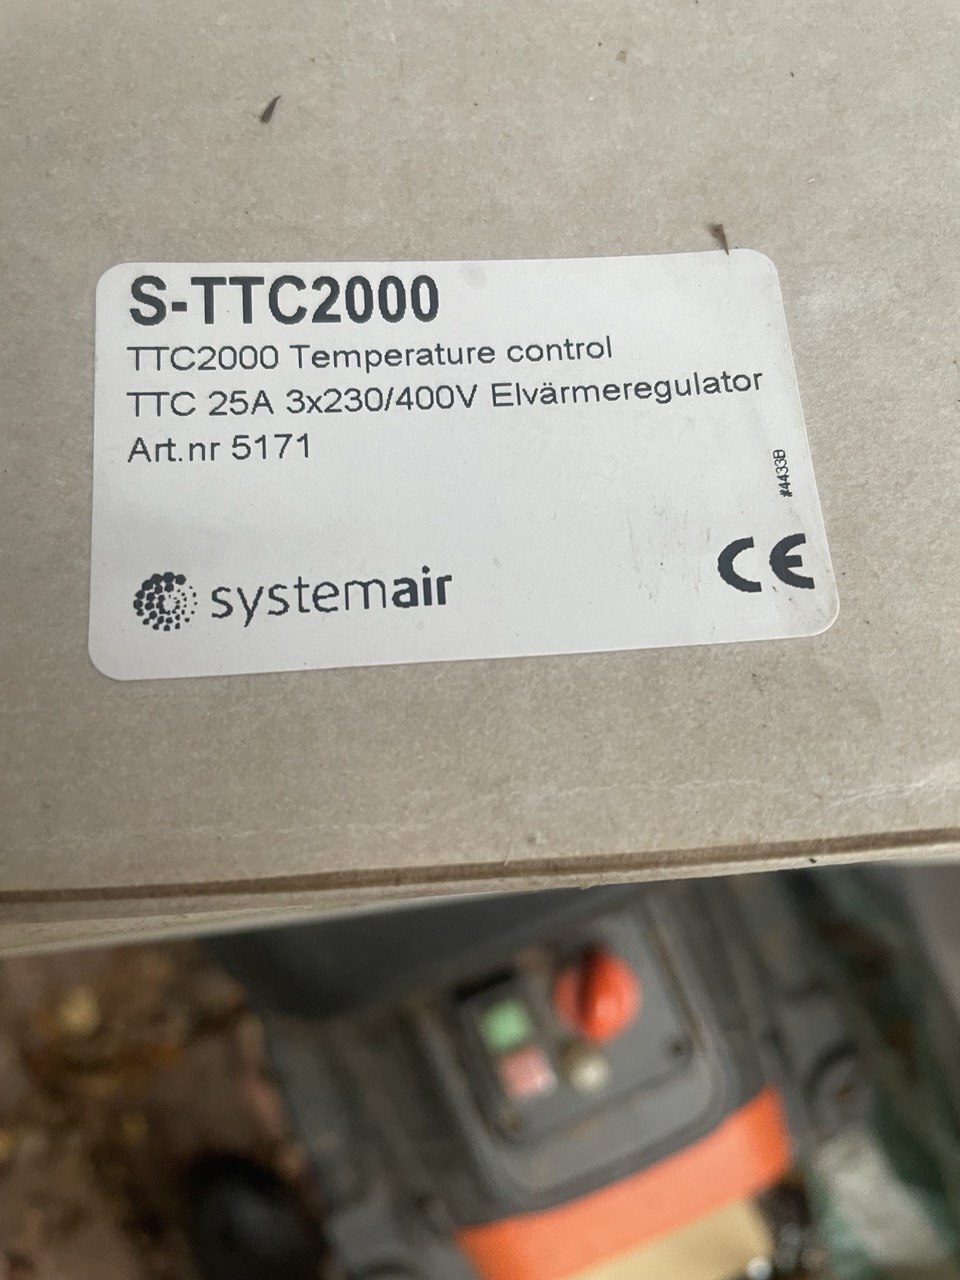 S-TTC2000
TTC2000 Temperature control
TTC 25A 3x230/400V Elvärmeregulator
Art.nr 5171
#4433B
systemair
CE